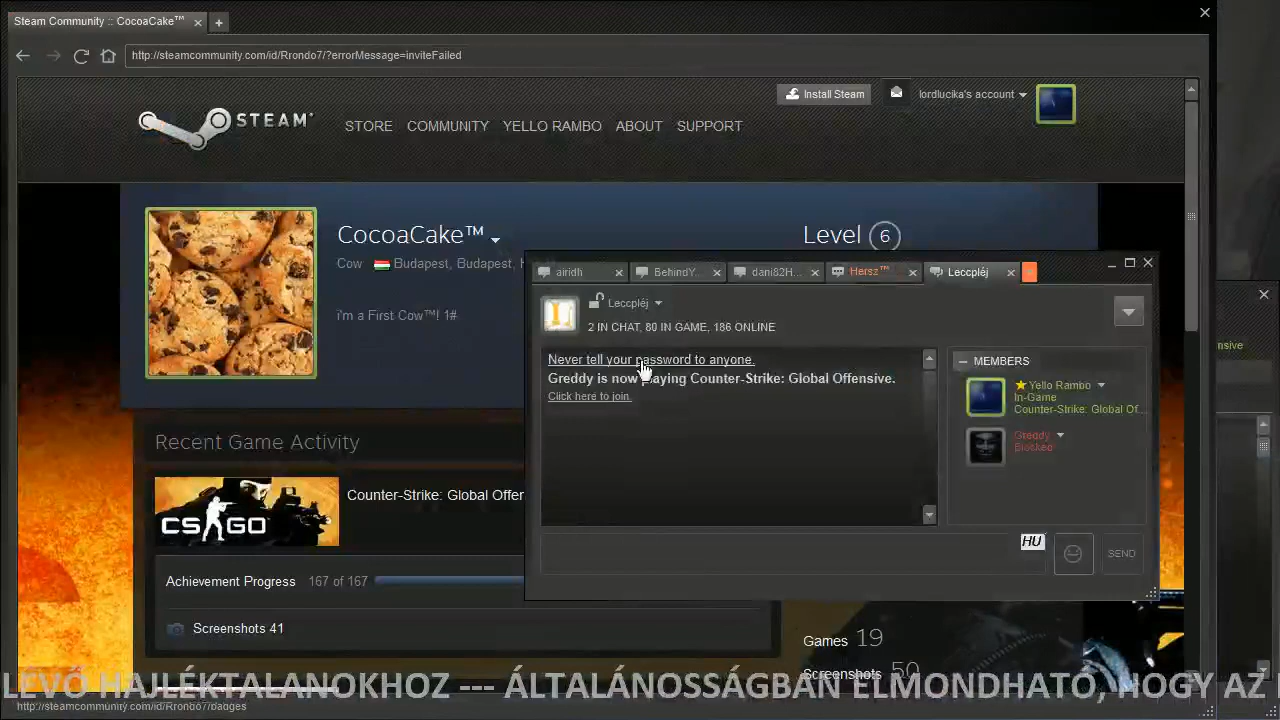 Steam Community :: CocoaCake™
http://steamcommunity.com/id/Rrondo7/?errorMessage=inviteFailed
Install Steam
lordlucika's account
STEAM
STORE COMMUNITY YELLO RAMBO ABOUT SUPPORT
CocoaCake™
Level 6
Cow Budapest, Budapest,
i'm a First Cow™! 1#
airidh
BehindY...
dani82H...
Hersz™
Leccpléj
Leccpléj
2 IN CHAT, 80 IN GAME, 186 ONLINE
Never tell your password to anyone.
Greddy is now playing Counter-Strike: Global Offensive.
Click here to join.
MEMBERS
Yello Rambo
In-Game
Counter-Strike: Global Of...
Greddy
Blocked
HU
SEND
nsive
Recent Game Activity
CS GO
Counter-Strike: Global Offer
Achievement Progress 167 of 167
Screenshots 41
Games 19
Screenshots 50
LÉVŐ HAJLÉKTALANOKHOZ --- ÁLTALÁNOSSÁGBAN ELMONDHATÓ, HOGY AZ
http://steamcommunity.com/id/Rrondo7/badges